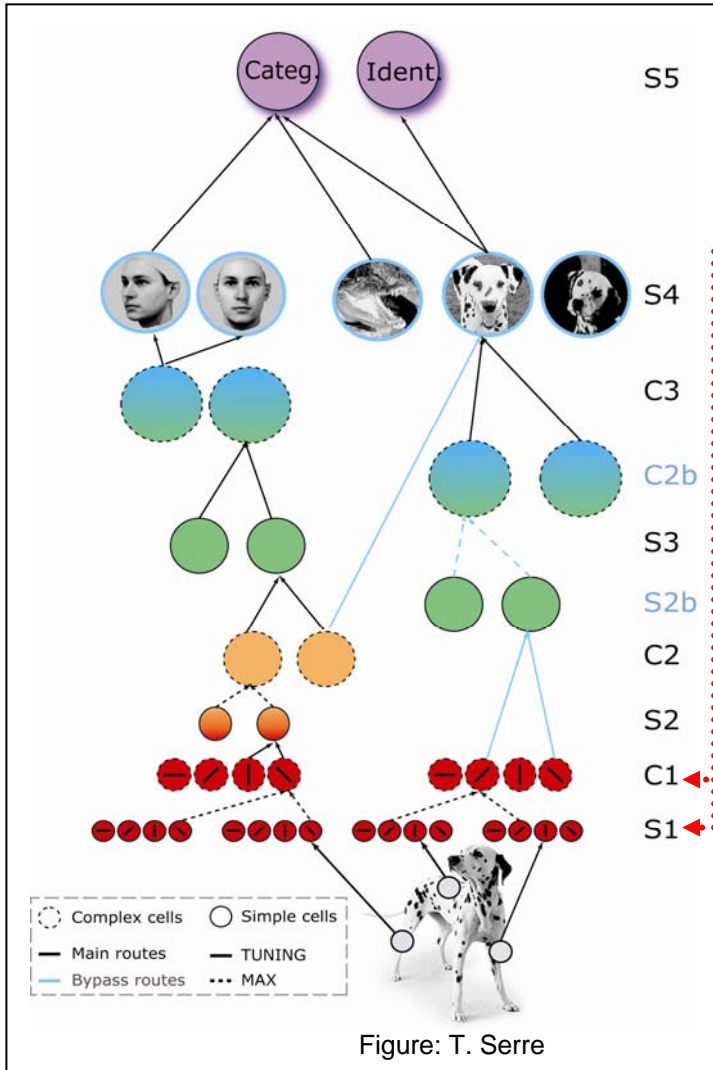 Categ. Ident. S5
S4
C3
C2b
S3
S2b
C2
S2
C1
S1
Complex cells Simple cells
Main routes TUNING
Bypass routes MAX
Figure: T. Serre